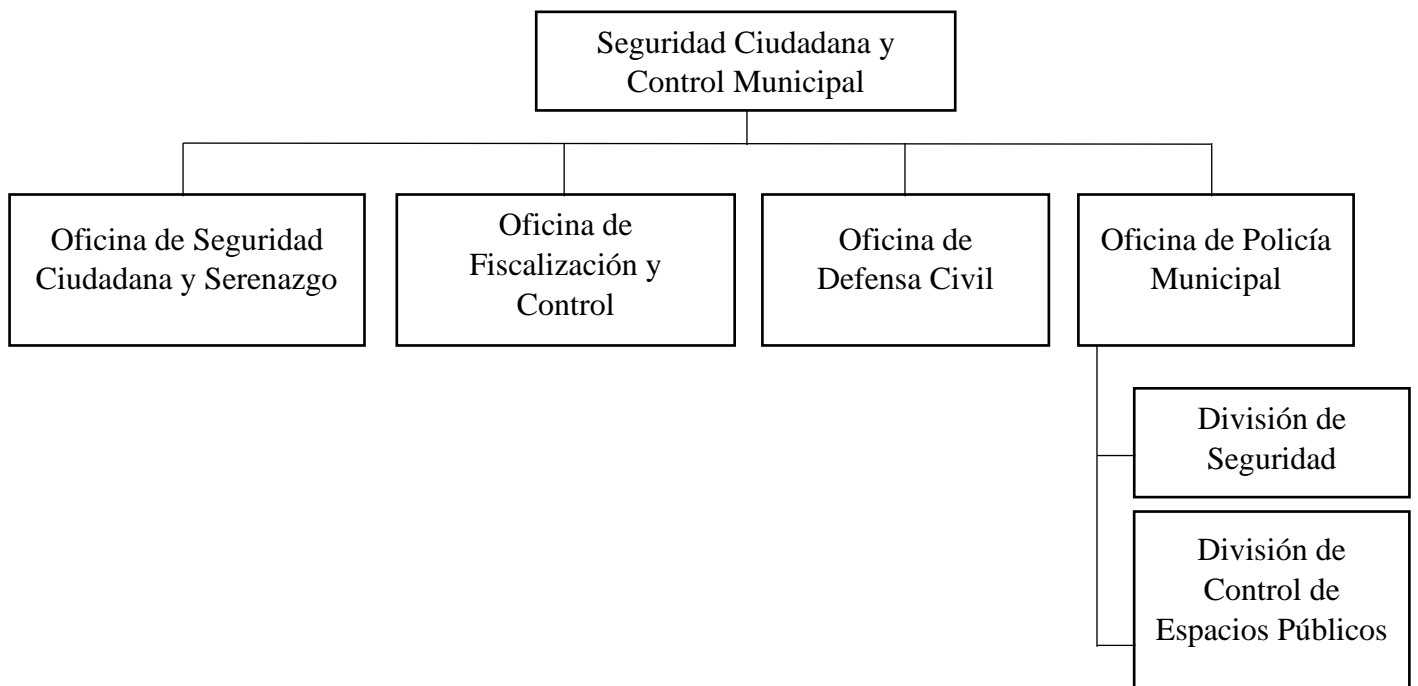 Seguridad Ciudadana y
Control Municipal
Oficina de Seguridad
Ciudadana y Serenazgo
Oficina de
Fiscalización y
Control
Oficina de
Defensa Civil
Oficina de Policía
Municipal
División de
Seguridad
División de
Control de
Espacios Públicos